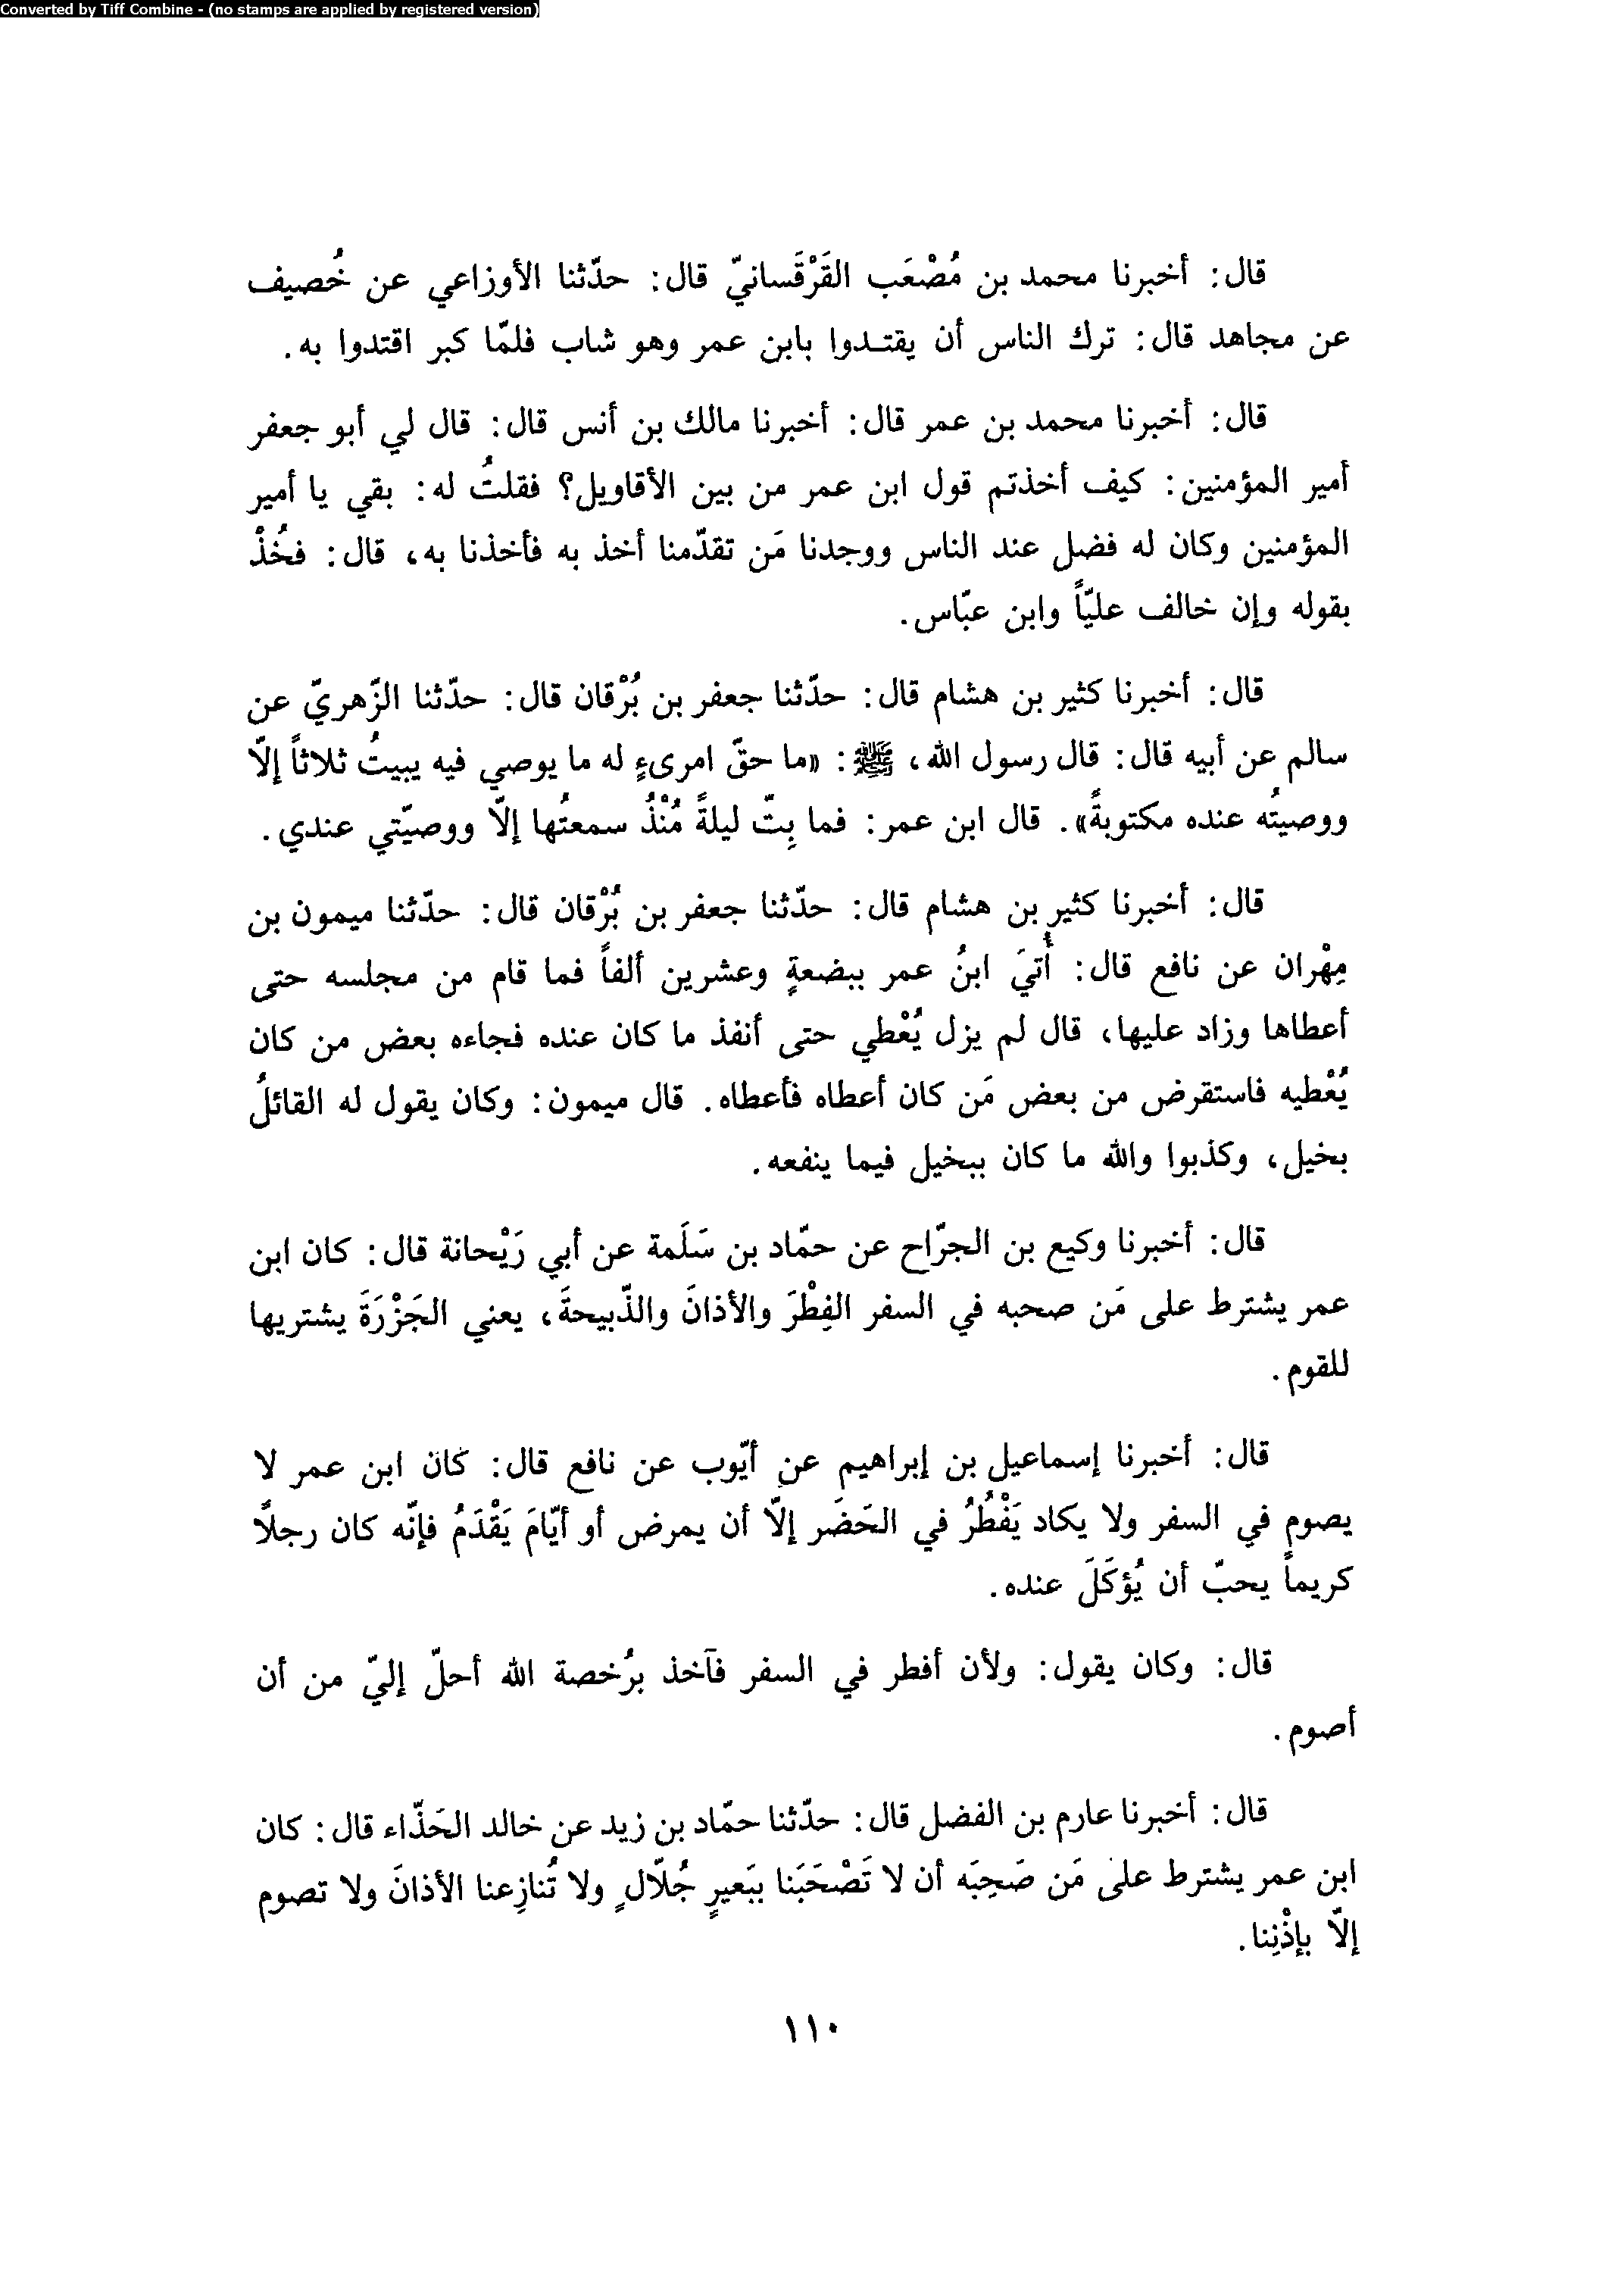 Converted by Tiff Combine - (no stamps are applied by registered version)
قال: أخبرنا محمد بن مُصْعَب القَرْقَسانيّ قال: حدّثنا الأوزاعي عن خُصيف
عن مجاهد قال: ترك الناس أن يقتدوا بابن عمر وهو شاب فلمّا كبر اقتدوا به.
قال: أخبرنا محمد بن عمر قال: أخبرنا مالك بن أنس قال: قال لي أبو جعفر
أمير المؤمنين: كيف أخذتم قول ابن عمر من بين الأقاويل؟ فقلتُ له: بقي يا أمير
المؤمنين وكان له فضل عند الناس ووجدنا مَن تقدّمنا أخذ به فأخذنا به، قال: فخُذْ
بقوله وإن خالف عليّاً وابن عبّاس.
قال: أخبرنا كثير بن هشام قال: حدّثنا جعفر بن بُرْقان قال: حدّثنا الزّهريّ عن
سالم عن أبيه قال: قال رسول الله، ﷺ: «ما حقّ امرىءٍ له ما يوصي فيه يبيتُ ثلاثاً إلّا
ووصيتُه عنده مكتوبةً». قال ابن عمر: فما بِتّ ليلةً مُنْذُ سمعتُها إلّا ووصيّتي عندي.
قال: أخبرنا كثير بن هشام قال: حدّثنا جعفر بن بُرْقان قال: حدّثنا ميمون بن
مِهْران عن نافع قال: أُتيَ ابنُ عمر ببضعةٍ وعشرين ألفاً فما قام من مجلسه حتى
أعطاها وزاد عليها، قال لم يزل يُعْطي حتى أنفذ ما كان عنده فجاءه بعض من كان
يُعْطيه فاستقرض من بعض مَن كان أعطاه فأعطاه. قال ميمون: وكان يقول له القائلُ
بخيل، وكذبوا والله ما كان ببخيل فيما ينفعه.
قال: أخبرنا وكيع بن الجرّاح عن حمّاد بن سَلَمة عن أبي رَيْحانة قال: كان ابن
عمر يشترط على مَن صحبه في السفر الفِطْرَ والأذانَ والذّبيحةَ، يعني الجَزْرَةَ يشتريها
للقوم.
قال: أخبرنا إسماعيل بن إبراهيم عن أيّوب عن نافع قال: كان ابن عمر لا
يصوم في السفر ولا يكاد يَفْطُرُ في الحَضَر إلّا أن يمرض أو أيّامَ يَقْدَمُ فإنّه كان رجلاً
كريماً يحبّ أن يُؤكَلَ عنده.
قال: وكان يقول: ولأن أفطر في السفر فآخذ برُخصة الله أحلّ إليّ من أن
أصوم.
قال: أخبرنا عارم بن الفضل قال: حدّثنا حمّاد بن زيد عن خالد الحَذّاء قال: كان
ابن عمر يشترط على مَن صَحِبَه أن لا تَصْحَبَنا ببَعيرٍ جُلّالٍ ولا تُنازِعنا الأذانَ ولا تصوم
إلّا بإذْنِنا.
١١٠